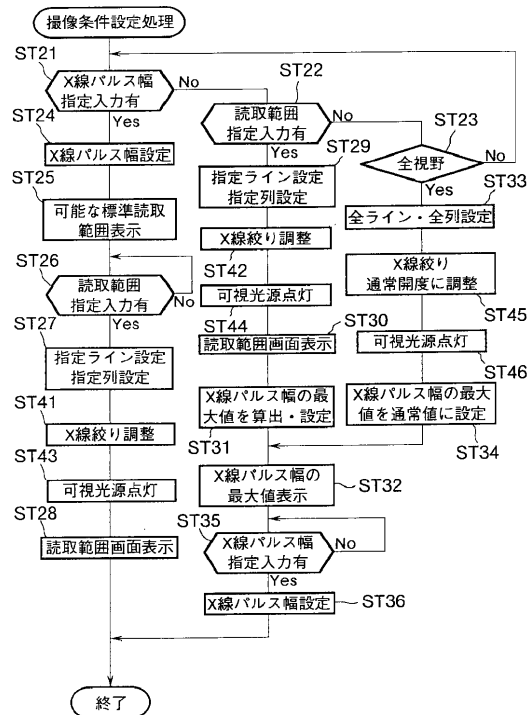 撮像条件設定処理
ST21
X線パルス幅
指定入力有
No
Yes
ST24
X線パルス幅設定
ST25
可能な標準読取
範囲表示
ST26
読取範囲
指定入力有
No
Yes
ST27
指定ライン設定
指定列設定
ST41
X線絞り調整
ST43
可視光源点灯
ST28
読取範囲画面表示
ST22
読取範囲
指定入力有
No
Yes
ST29
指定ライン設定
指定列設定
X線絞り調整
ST42
可視光源点灯
ST44
ST30
読取範囲画面表示
X線パルス幅の最
大値を算出・設定
ST31
ST23
全視野
No
Yes
ST33
全ライン・全列設定
X線絞り
通常開度に調整
ST45
可視光源点灯
ST46
X線パルス幅の最大
値を通常値に設定
ST34
X線パルス幅の
最大値表示
ST32
ST35
X線パルス幅
指定入力有
No
Yes
X線パルス幅設定
ST36
終了